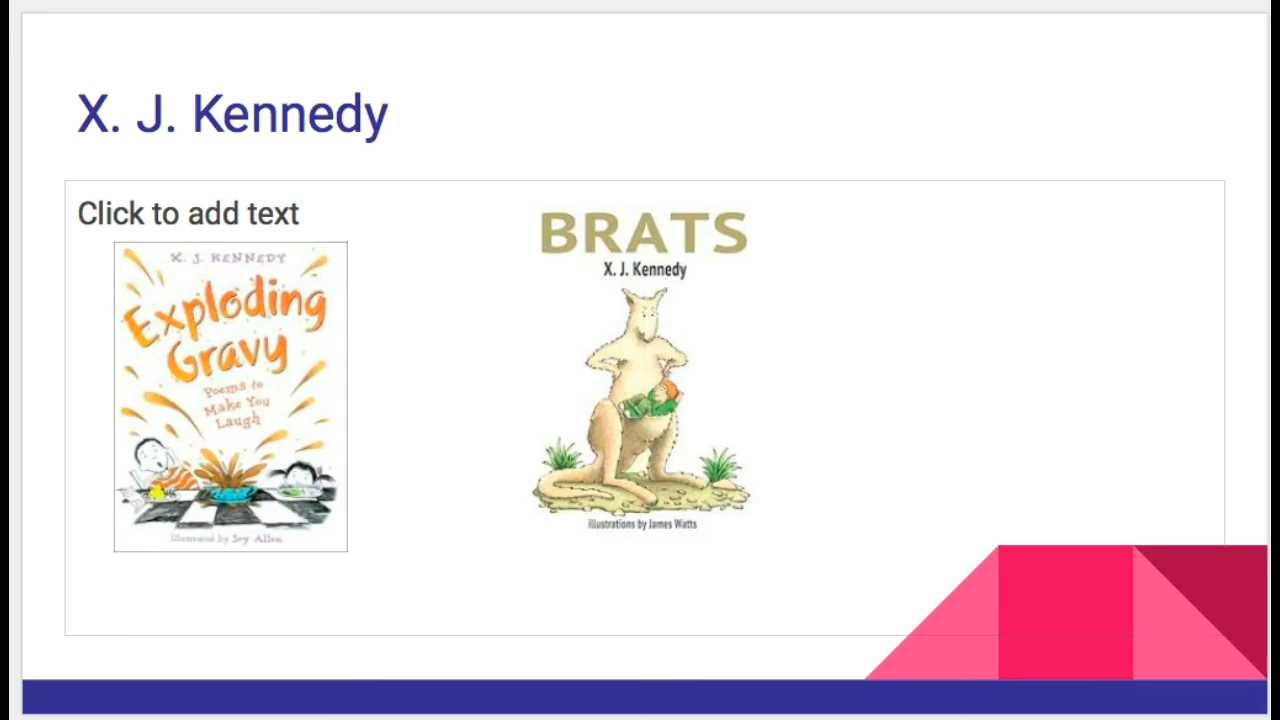 X. J. Kennedy
Click to add text
X. J. KENNEDY
Exploding
Gravy
Poems to
Make You
Laugh
Illustrated by Joy Allen
BRATS
X. J. Kennedy
illustrations by James Watts